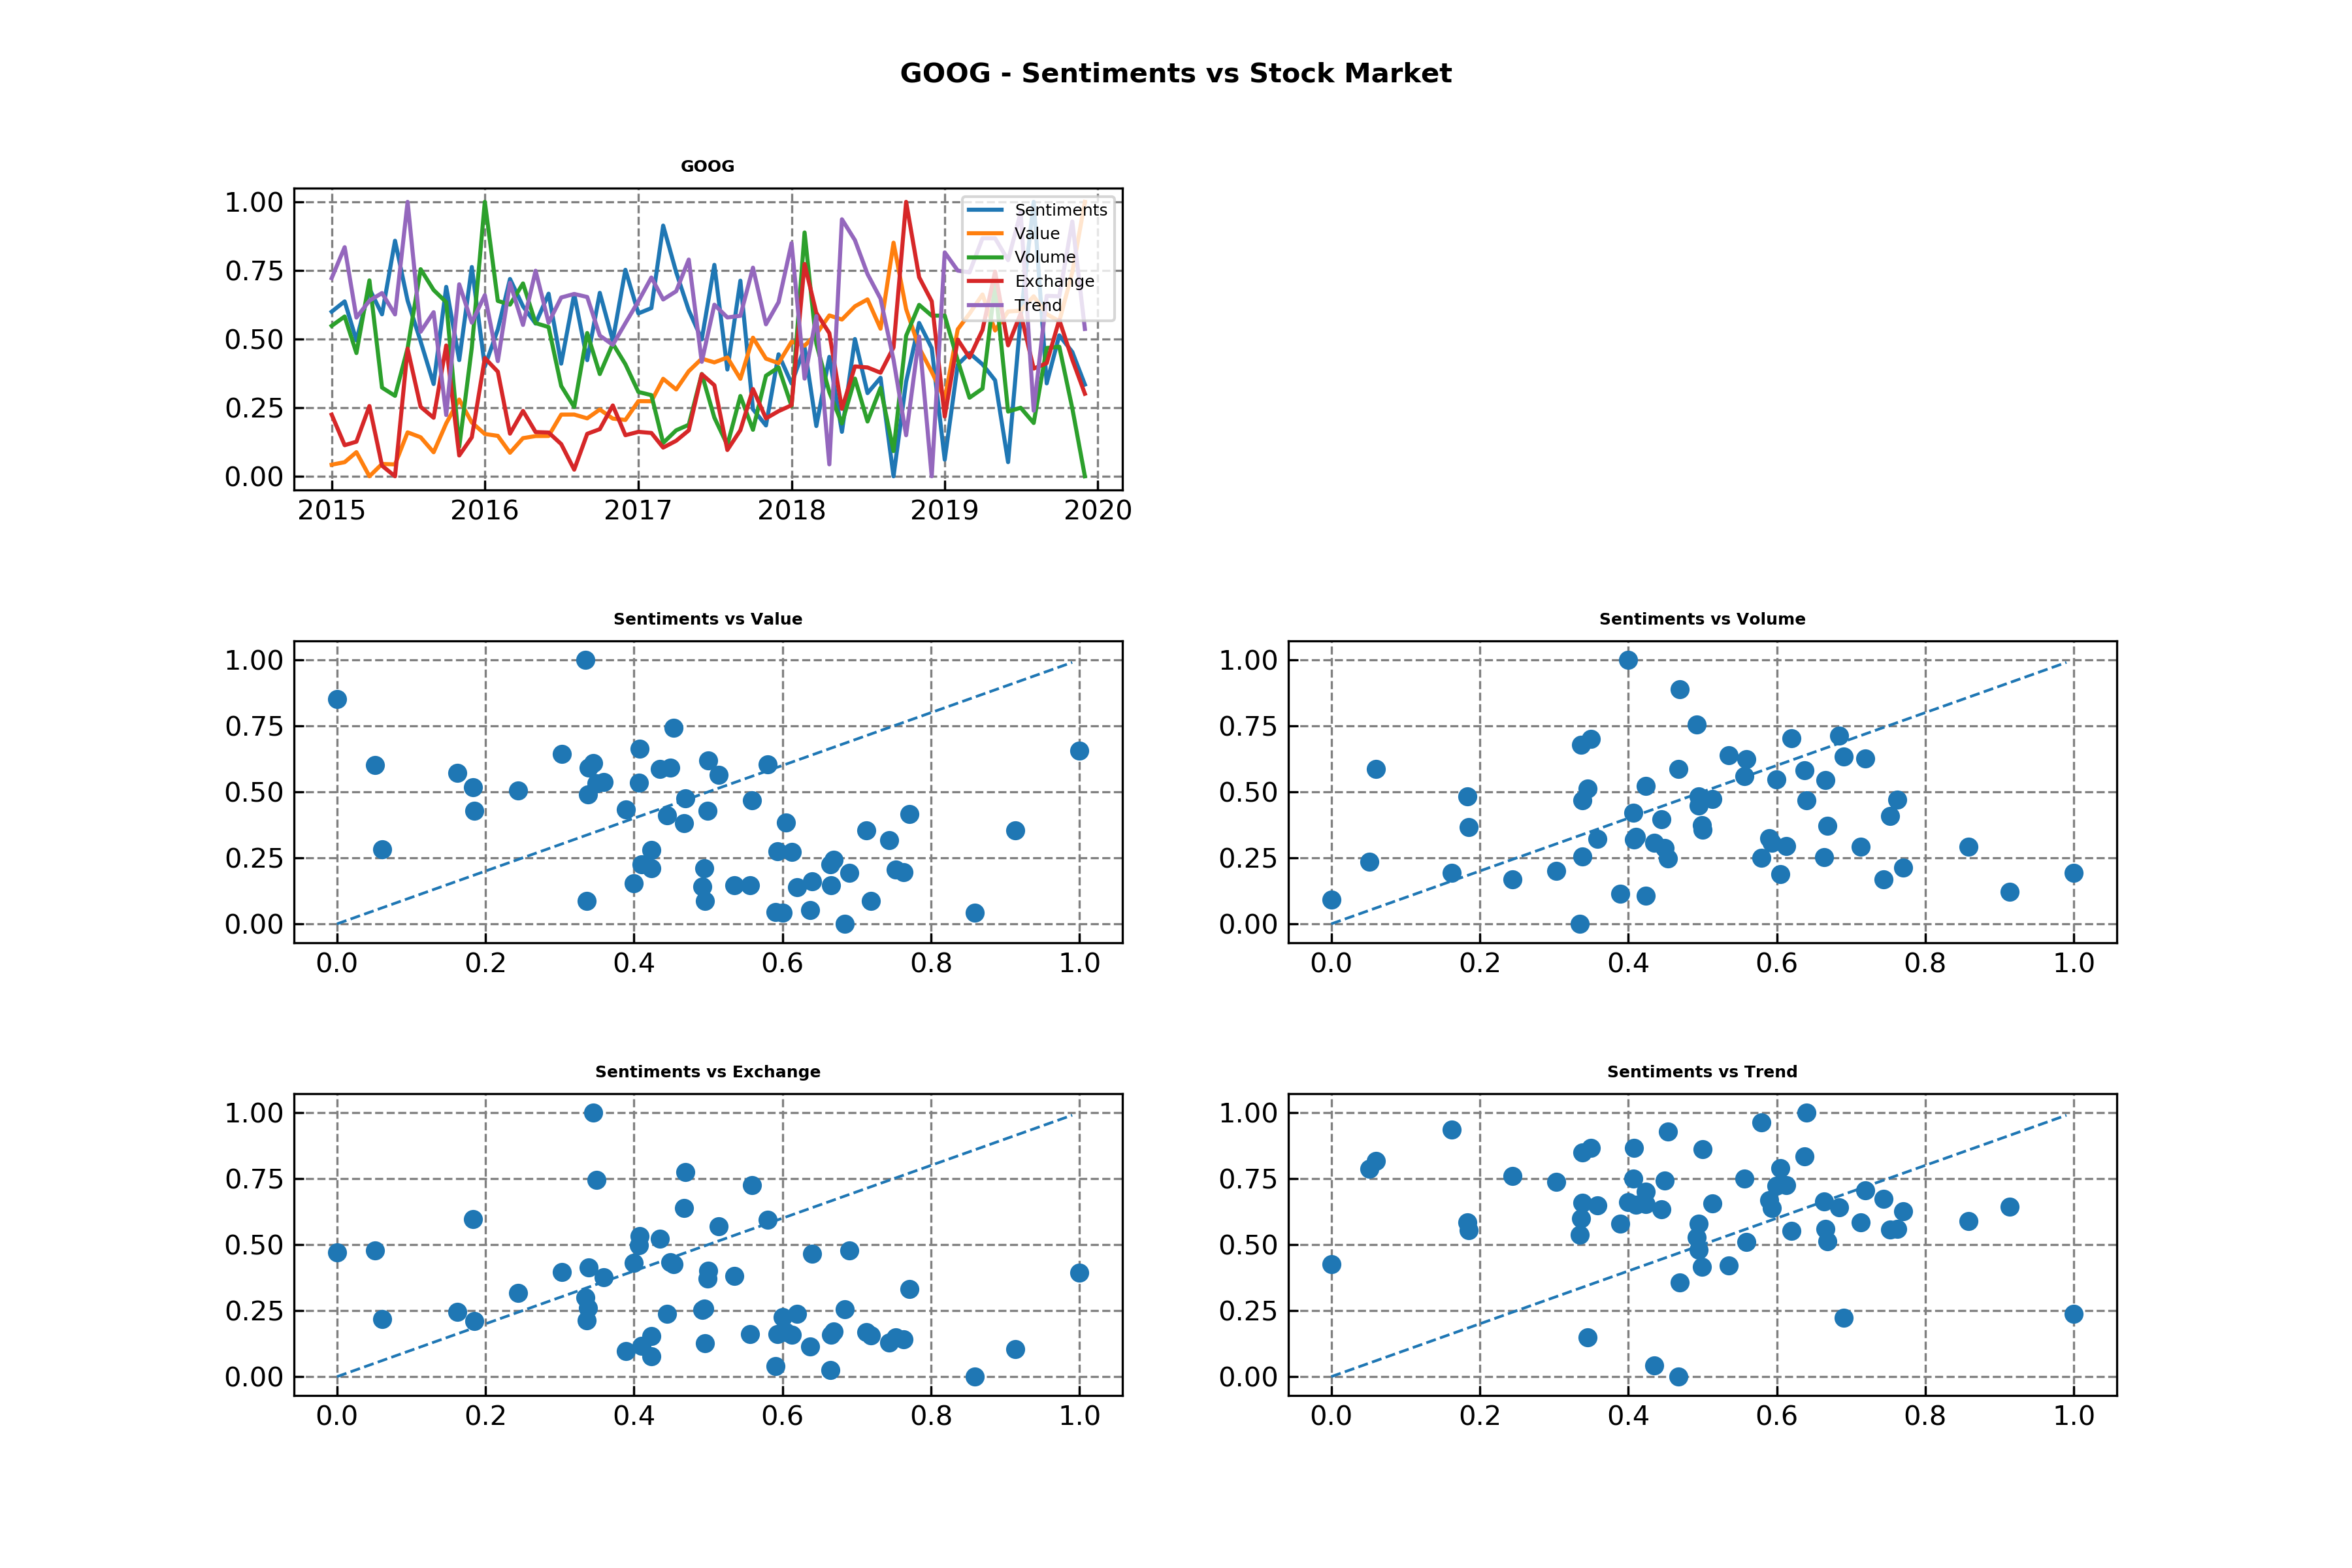 GOOG - Sentiments vs Stock Market
GOOG
1.00
0.75
0.50
0.25
0.00
Sentiments
Value
Volume
Exchange
Trend
2015 2016 2017 2018 2019 2020
Sentiments vs Value
1.00
0.75
0.50
0.25
0.00
0.0 0.2 0.4 0.6 0.8 1.0
Sentiments vs Volume
1.00
0.75
0.50
0.25
0.00
0.0 0.2 0.4 0.6 0.8 1.0
Sentiments vs Exchange
1.00
0.75
0.50
0.25
0.00
0.0 0.2 0.4 0.6 0.8 1.0
Sentiments vs Trend
1.00
0.75
0.50
0.25
0.00
0.0 0.2 0.4 0.6 0.8 1.0